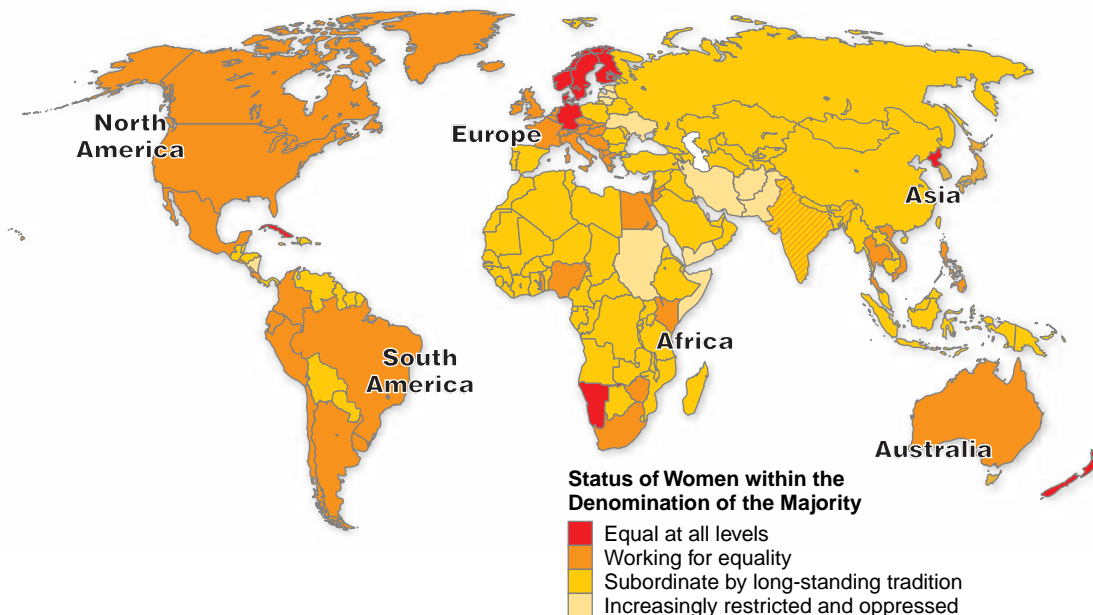 North
America
Europe
Asia
Africa
South
America
Australia
Status of Women within the
Denomination of the Majority
Equal at all levels
Working for equality
Subordinate by long-standing tradition
Increasingly restricted and oppressed